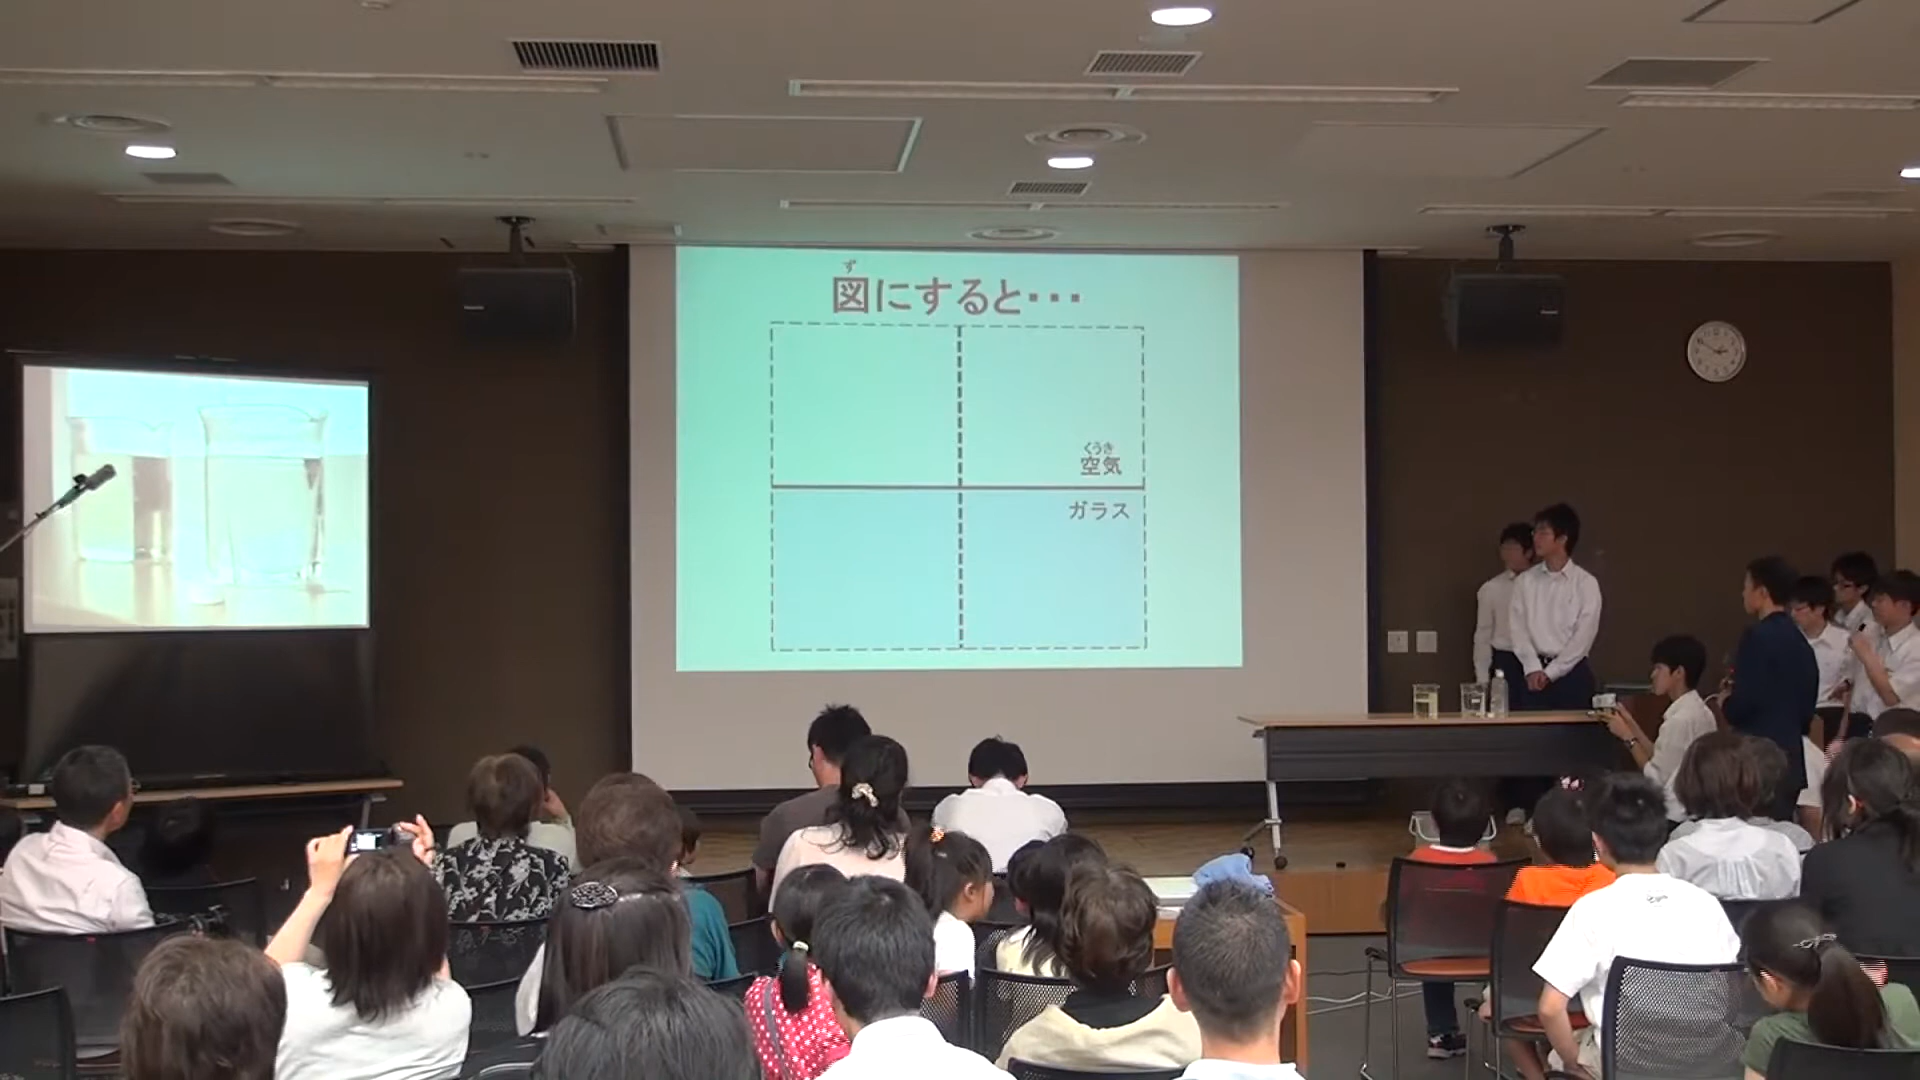 ず
図にすると・・・
くうき
空気
ガラス